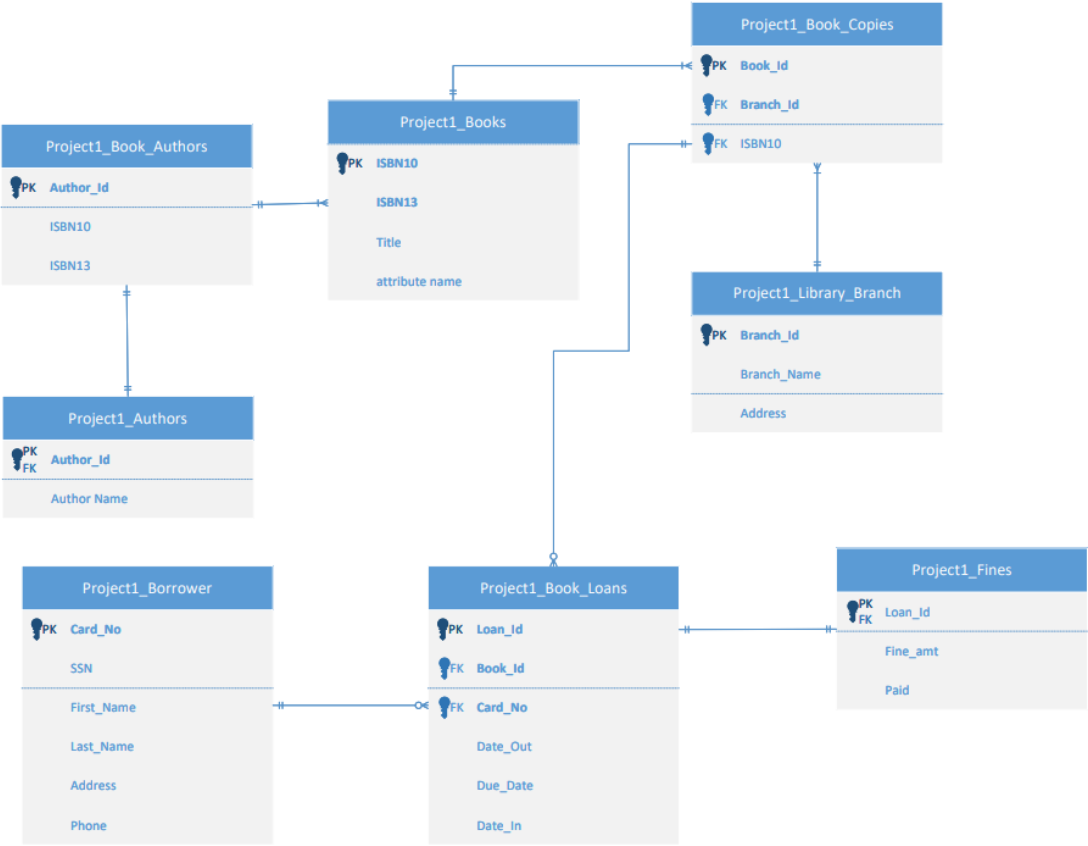 Project1_Book_Copies
PK Book_Id
FK Branch_Id
FK ISBN10
Project1_Books
PK ISBN10
ISBN13
Title
attribute name
Project1_Book_Authors
PK Author_Id
ISBN10
ISBN13
Project1_Library_Branch
PK Branch_Id
Branch_Name
Address
Project1_Authors
PK
FK Author_Id
Author Name
Project1_Borrower
PK Card_No
SSN
First_Name
Last_Name
Address
Phone
Project1_Book_Loans
PK Loan_Id
FK Book_Id
FK Card_No
Date_Out
Due_Date
Date_In
Project1_Fines
PK
FK Loan_Id
Fine_amt
Paid